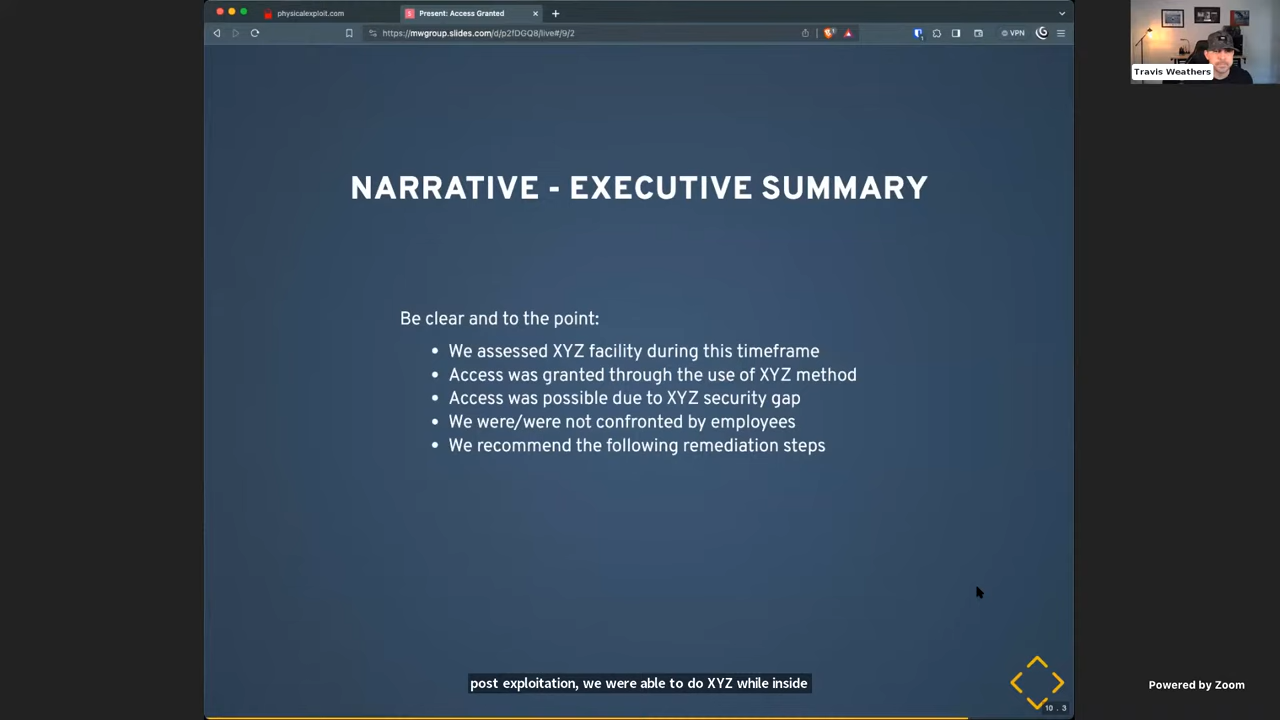 physicalexploit.com
Present: Access Granted
https://mwgroup.slides.com/d/p2fDGQ8/live#/9/2
VPN
Travis Weathers
NARRATIVE - EXECUTIVE SUMMARY
Be clear and to the point:
• We assessed XYZ facility during this timeframe
• Access was granted through the use of XYZ method
• Access was possible due to XYZ security gap
• We were/were not confronted by employees
• We recommend the following remediation steps
post exploitation, we were able to do XYZ while inside
10.3
Powered by Zoom